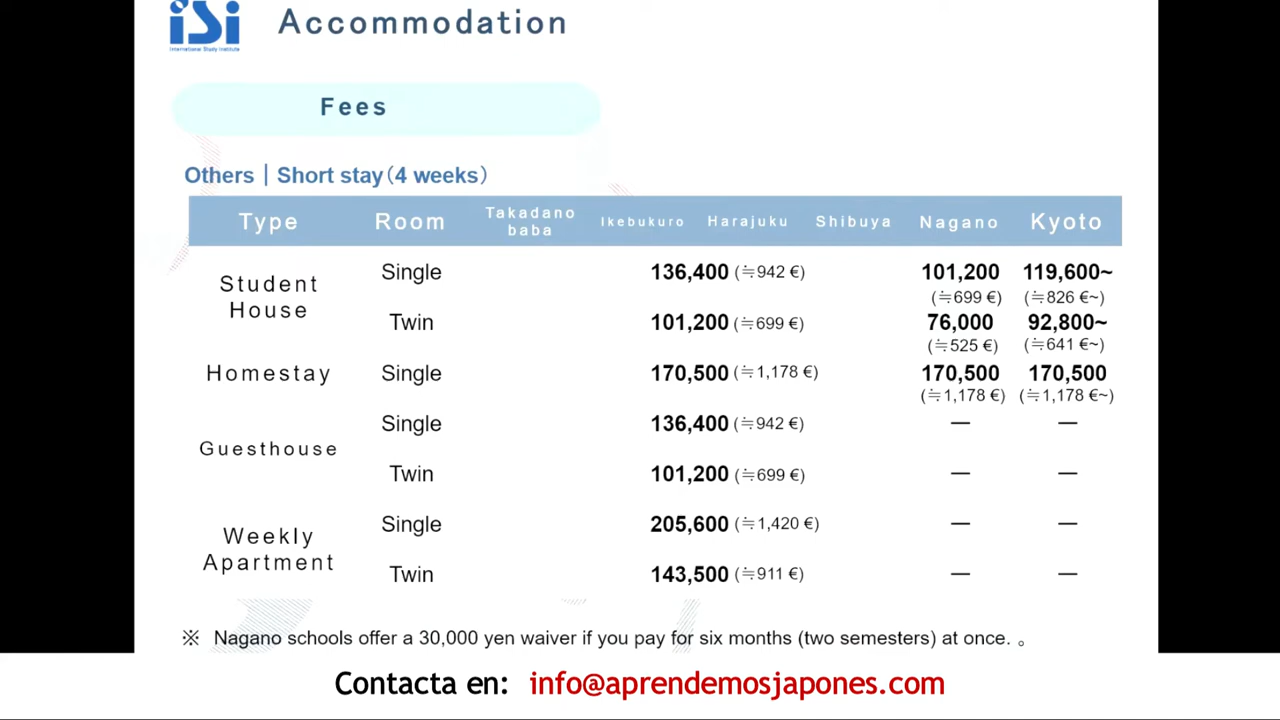 iSi
International Study Institute
Accommodation
Fees
Others｜Short stay（4 weeks）
Type Room Takadano baba Ikebukuro Harajuku Shibuya Nagano Kyoto
Student House
Single 136,400 (≒942 €) 101,200 (≒699 €) 119,600~ (≒826 €~)
Twin 101,200 (≒699 €) 76,000 (≒525 €) 92,800~ (≒641 €~)
Homestay Single 170,500 (≒1,178 €) 170,500 (≒1,178 €) 170,500 (≒1,178 €~)
Guesthouse
Single 136,400 (≒942 €) — —
Twin 101,200 (≒699 €) — —
Weekly Apartment
Single 205,600 (≒1,420 €) — —
Twin 143,500 (≒911 €) — —
※ Nagano schools offer a 30,000 yen waiver if you pay for six months (two semesters) at once. 。
Contacta en: info@aprendemosjapones.com